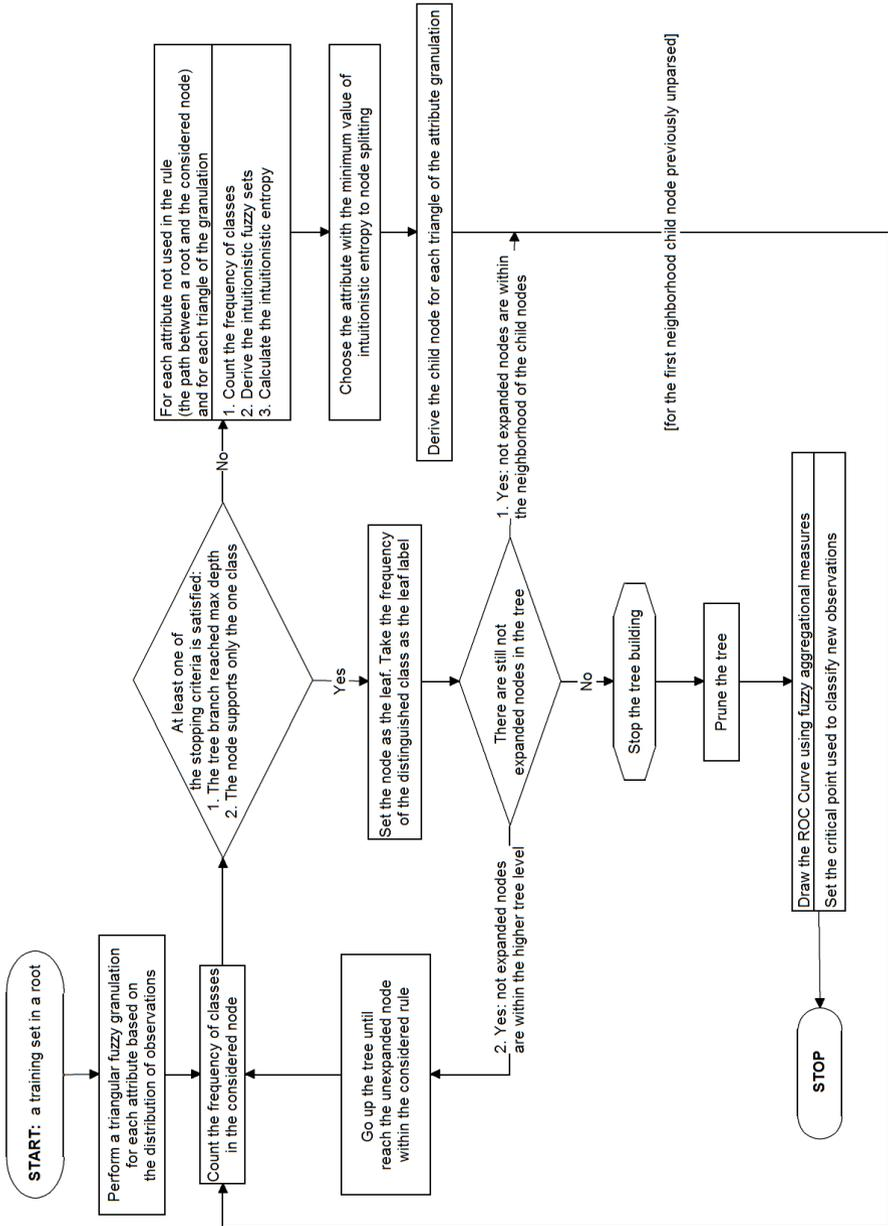 START: a training set in a root
Perform a triangular fuzzy granulation
for each attribute based on
the distribution of observations
Count the frequency of classes
in the considered node
At least one of
the stopping criteria is satisfied:
1. The tree branch reached max depth
2. The node supports only the one class
No
For each attribute not used in the rule
(the path between a root and the considered node)
and for each triangle of the granulation
1. Count the frequency of classes
2. Derive the intuitionistic fuzzy sets
3. Calculate the intuitionistic entropy
Choose the attribute with the minimum value of
intuitionistic entropy to node splitting
Derive the child node for each triangle of the attribute granulation
Yes
Set the node as the leaf. Take the frequency
of the distinguished class as the leaf label
There are still not
expanded nodes in the tree
1. Yes: not expanded nodes are within
the neighborhood of the child nodes
[for the first neighborhood child node previously unparsed]
2. Yes: not expanded nodes
are within the higher tree level
Go up the tree until
reach the unexpanded node
within the considered rule
No
Stop the tree building
Prune the tree
Draw the ROC Curve using fuzzy aggregational measures
Set the critical point used to classify new observations
STOP